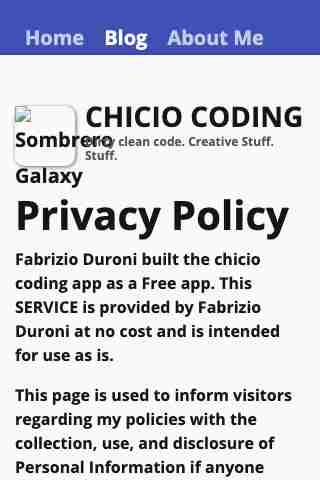 Home Blog About Me
CHICIO CODING
Sombrero
clean code. Creative Stuff.
Stuff.
Galaxy
Privacy Policy
Fabrizio Duroni built the chicio
coding app as a Free app. This
SERVICE is provided by Fabrizio
Duroni at no cost and is intended
for use as is.
This page is used to inform visitors
regarding my policies with the
collection, use, and disclosure of
Personal Information if anyone